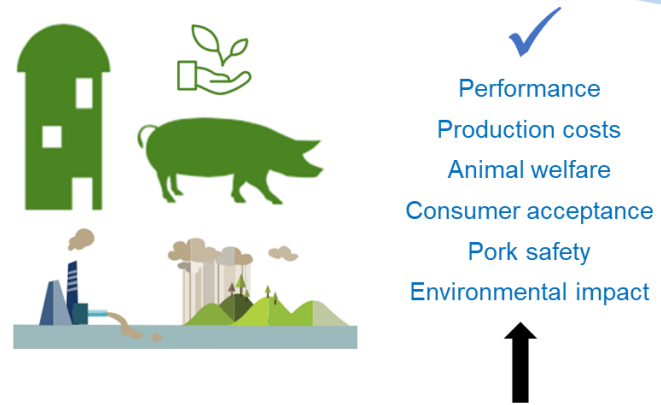 Performance
Production costs
Animal welfare
Consumer acceptance
Pork safety
Environmental impact